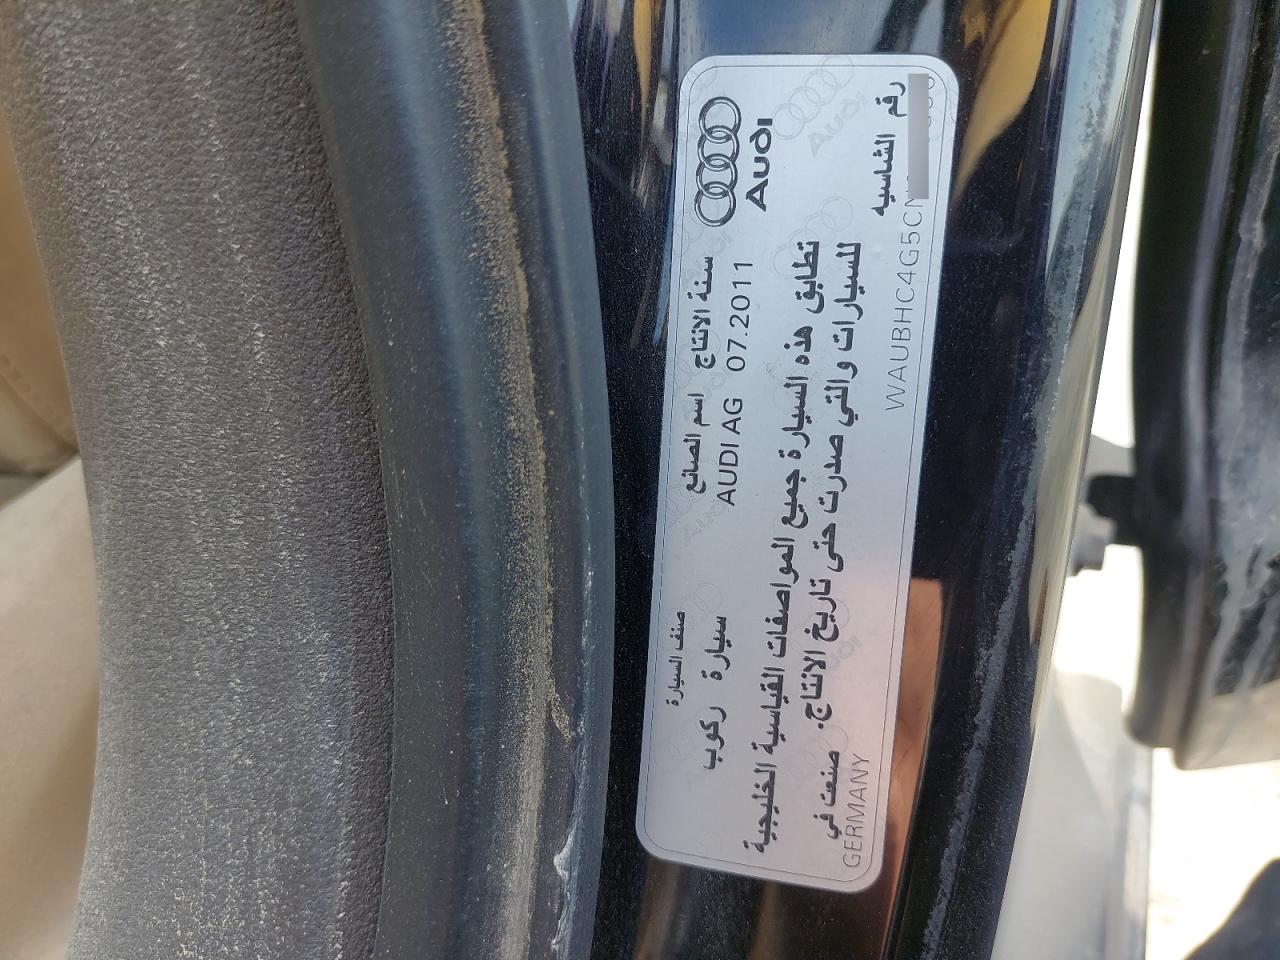 Audi
سنة الانتاج
07.2011
اسم الصانع
AUDI AG
صنف السيارة
سيارة ركوب
تطابق هذه السيارة جميع المواصفات القياسية الخليجية
للسيارات والتي صدرت حتى تاريخ الانتاج. صنعت في
GERMANY
رقم الشاسيه
WAUBHC4G5C